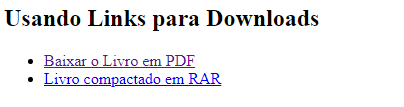 Usando Links para Downloads
Baixar o Livro em PDF
Livro compactado em RAR